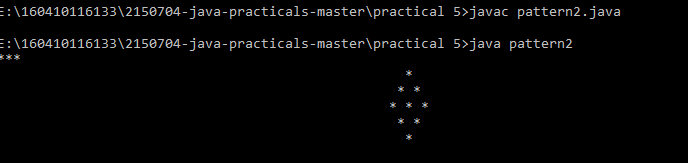 E:\160410116133\2150704-java-practicals-master\practical 5>javac pattern2.java
E:\160410116133\2150704-java-practicals-master\practical 5>java pattern2
***
*
* *
* * *
* *
*